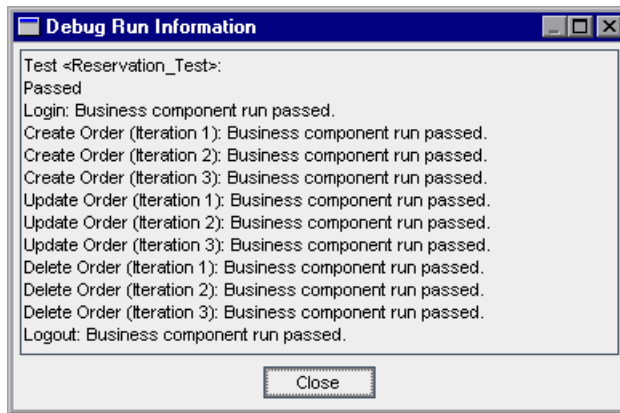 Debug Run Information
Test <Reservation_Test>:
Passed
Login: Business component run passed.
Create Order (Iteration 1): Business component run passed.
Create Order (Iteration 2): Business component run passed.
Create Order (Iteration 3): Business component run passed.
Update Order (Iteration 1): Business component run passed.
Update Order (Iteration 2): Business component run passed.
Update Order (Iteration 3): Business component run passed.
Delete Order (Iteration 1): Business component run passed.
Delete Order (Iteration 2): Business component run passed.
Delete Order (Iteration 3): Business component run passed.
Logout: Business component run passed.
Close